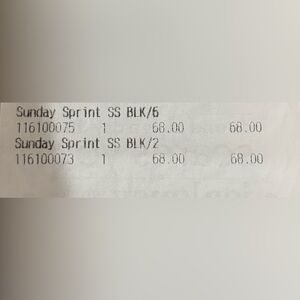 Sunday Sprint SS BLK/6
116100075 1 68.00 68.00
Sunday Sprint SS BLK/2
116100073 1 68.00 68.00